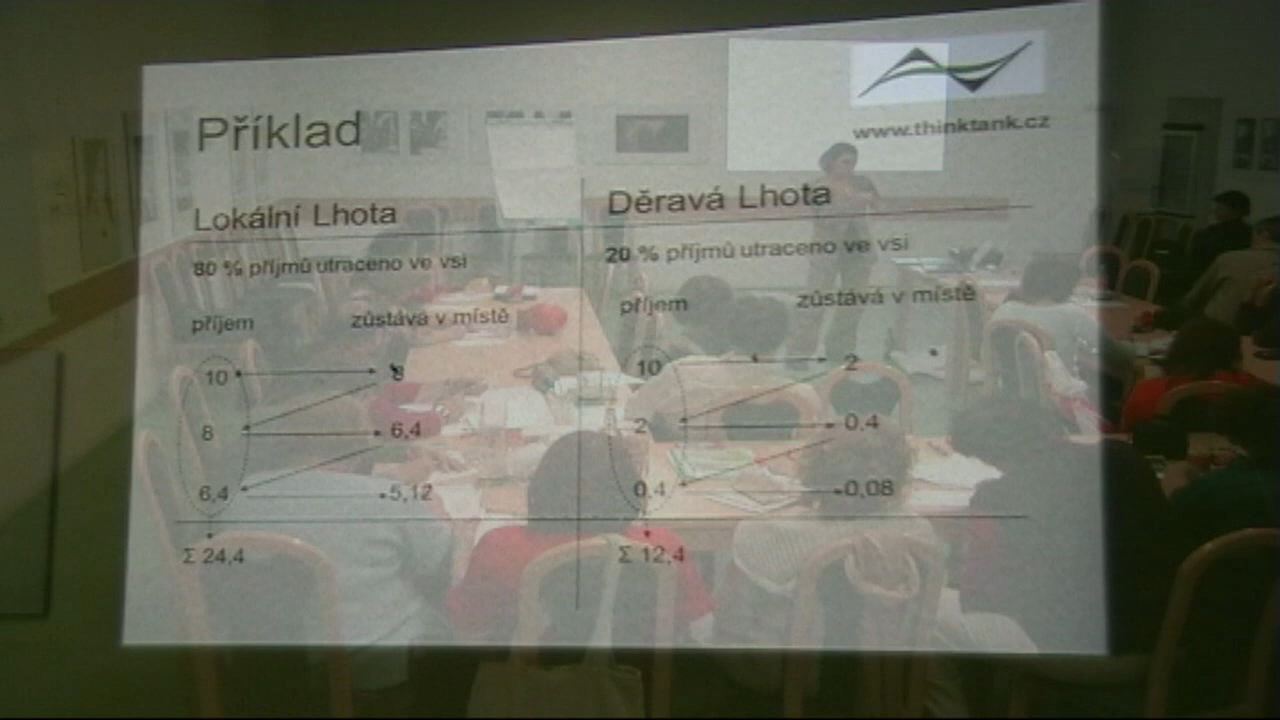 www.thinktank.cz
Příklad
Lokální Lhota
80 % příjmů utraceno ve vsi
příjem zůstává v místě
10 8
8 6,4
6,4 5,12
Σ 24,4
Děravá Lhota
20 % příjmů utraceno ve vsi
příjem zůstává v místě
10 2
2 0,4
0,4 0,08
Σ 12,4